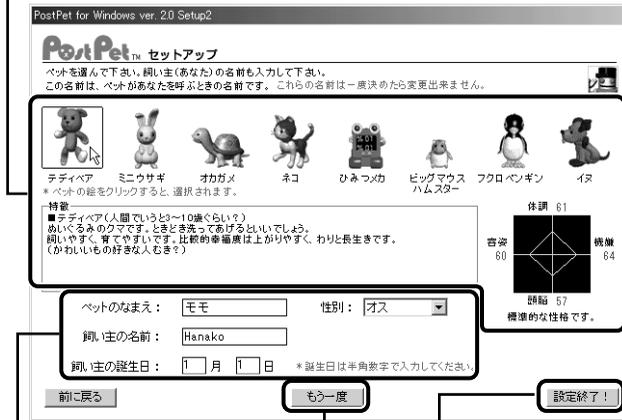 PostPet for Windows ver. 2.0 Setup2
PostPet TM セットアップ
ペットを選んで下さい。飼い主(あなた)の名前も入力して下さい。
この名前は、ペットがあなたを呼ぶときの名前です。これらの名前は一度決めたら変更出来ません。
テディベア ミニウサギ オカガメ ネコ ひみつメカ ビッグマウスハムスター フクロペンギン イヌ
*ペットの絵をクリックすると、選択されます。
特徴
■テディベア(人間でいうと3~10歳ぐらい?)
ぬいぐるみのクマです。ときどき洗ってあげるといいでしょう。
飼いやすく、育てやすいです。比較的幸福度は上がりやすく、わりと長生きです。
(かわいいもの好きな人むき?)
体調 61
容姿 60
機嫌 64
頭脳 57
標準的な性格です。
ペットのなまえ: モモ 性別: オス
飼い主の名前: Hanako
飼い主の誕生日: 1 月 1 日 *誕生日は半角数字で入力してください。
前に戻る もう一度 設定終了!